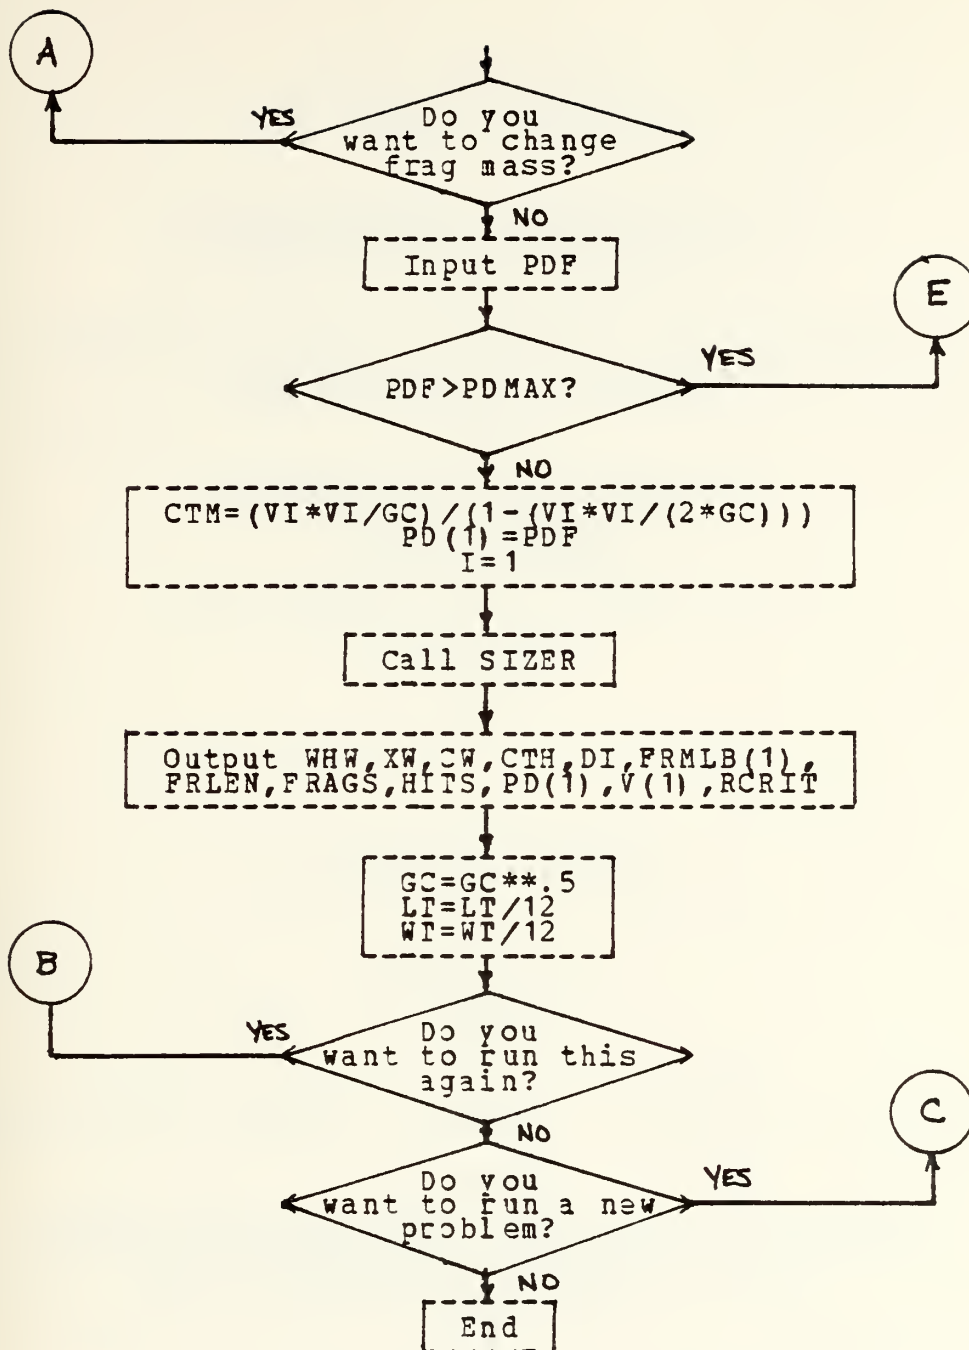 A
YES
Do you
want to change
frag mass?
NO
Input PDF
E
YES
PDF>PDMAX?
NO
CTM=(VI*VI/GC)/(1-(VI*VI/(2*GC)))
PD(1)=PDF
I=1
Call SIZER
Output WHW,XW,CW,CTH,DI,FRMLB(1),
FRLEN,FRAGS,HITS,PD(1),V(1),RCRIT
GC=GC**.5
LT=LT/12
WT=WT/12
B
YES
Do you
want to run this
again?
NO
C
YES
Do you
want to run a new
problem?
NO
End